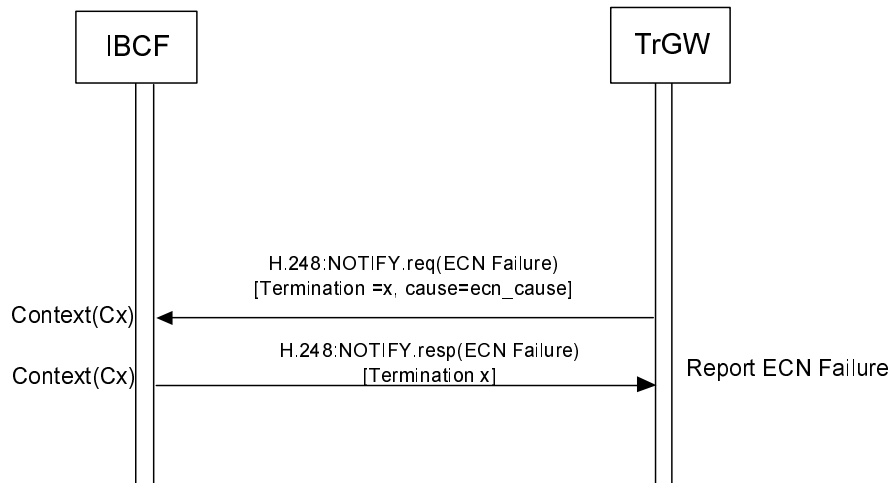 IBCF
TrGW
H.248:NOTIFY.req(ECN Failure)
[Termination =x, cause=ecn_cause]
Context(Cx)
H.248:NOTIFY.resp(ECN Failure)
[Termination x]
Context(Cx)
Report ECN Failure